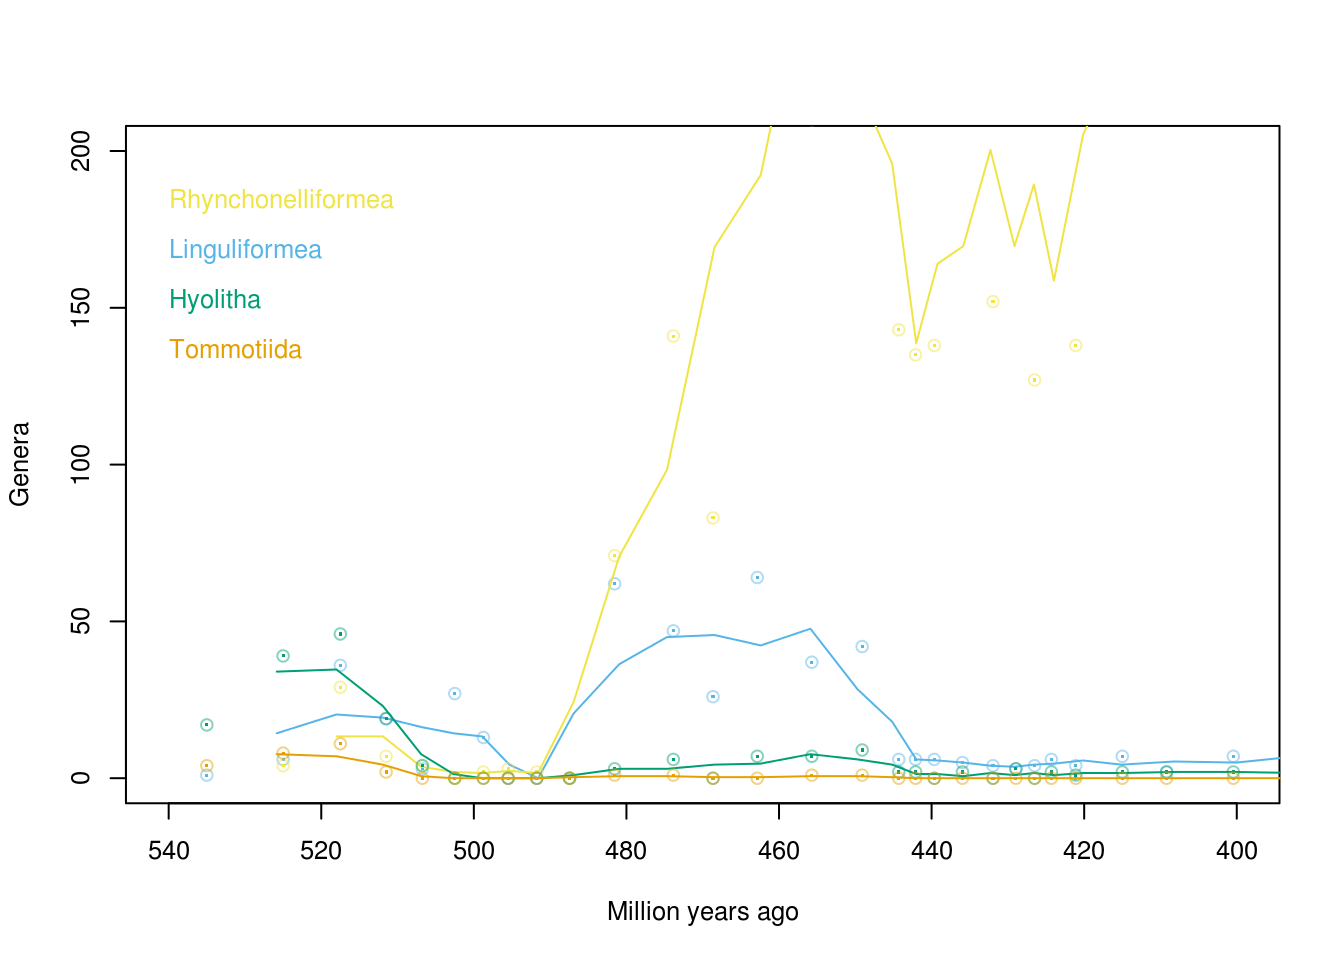 200
150
100
50
0
Genera
Rhynchonelliformea
Linguliformea
Hyolitha
Tommotiida
540 520 500 480 460 440 420 400
Million years ago